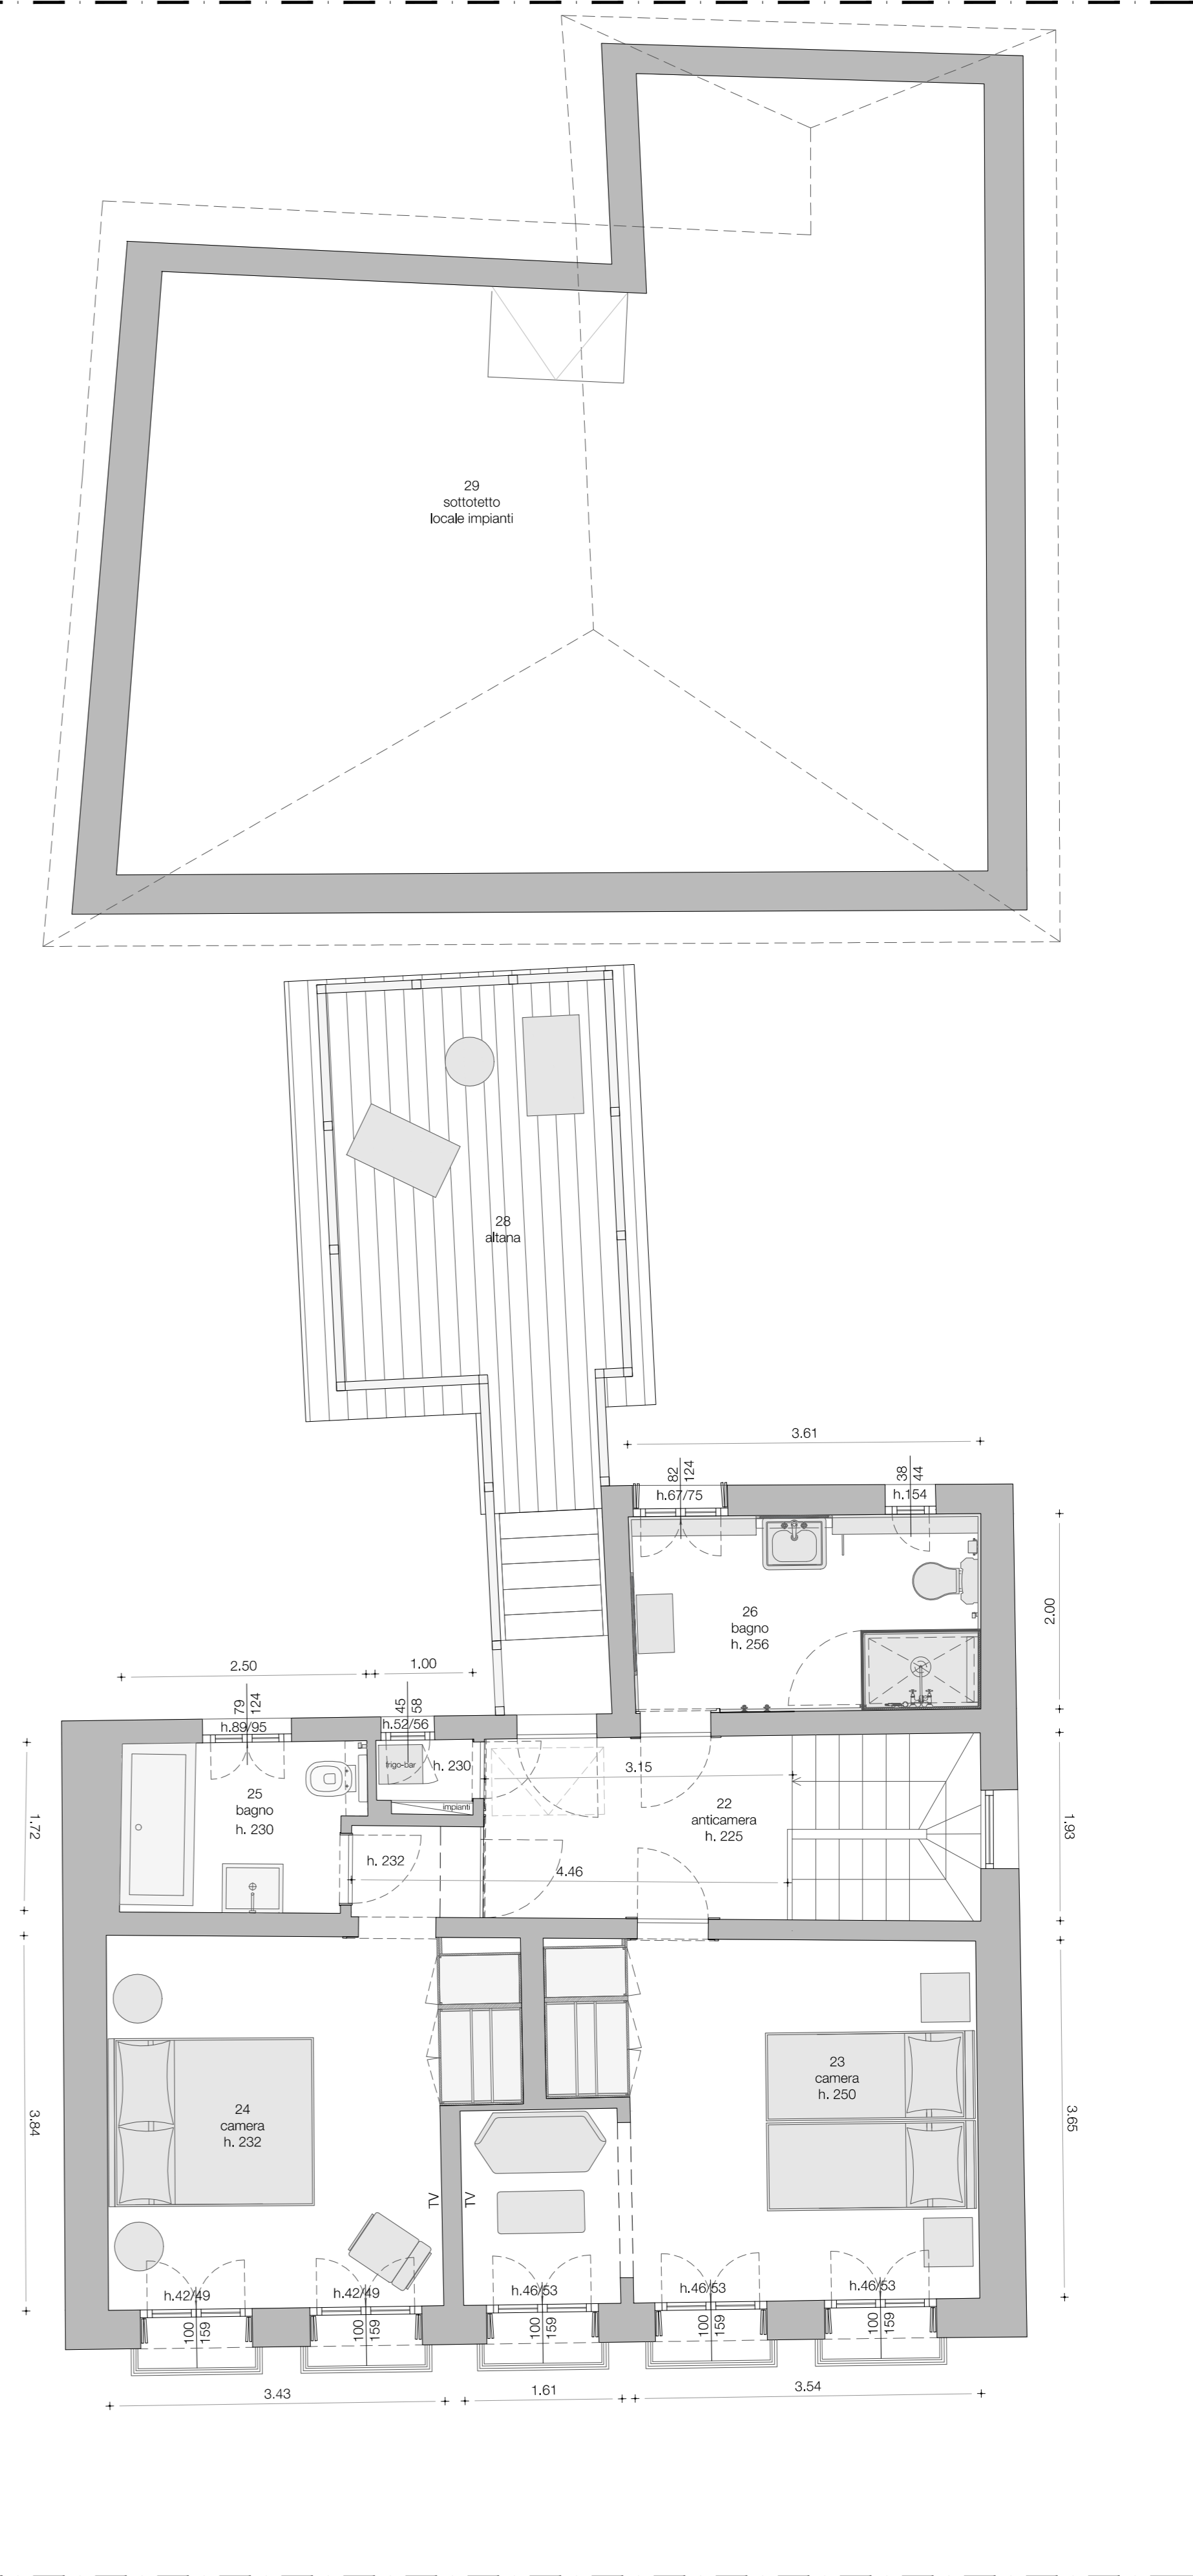 29
sottotetto
locale impianti
28
altana
3.61
82
124
38
44
h.67/75
h.154
2.00
26
bagno
h. 256
2.50
1.00
79
124
45
58
h.89/95
h.52/56
frigo-bar
h. 230
impianti
3.15
25
bagno
h. 230
22
anticamera
h. 225
1.72
1.93
h. 232
4.46
23
camera
h. 250
24
camera
h. 232
3.84
3.65
TV
TV
h.42/49
h.42/49
h.46/53
h.46/53
h.46/53
100
159
100
159
100
159
100
159
100
159
3.43
1.61
3.54